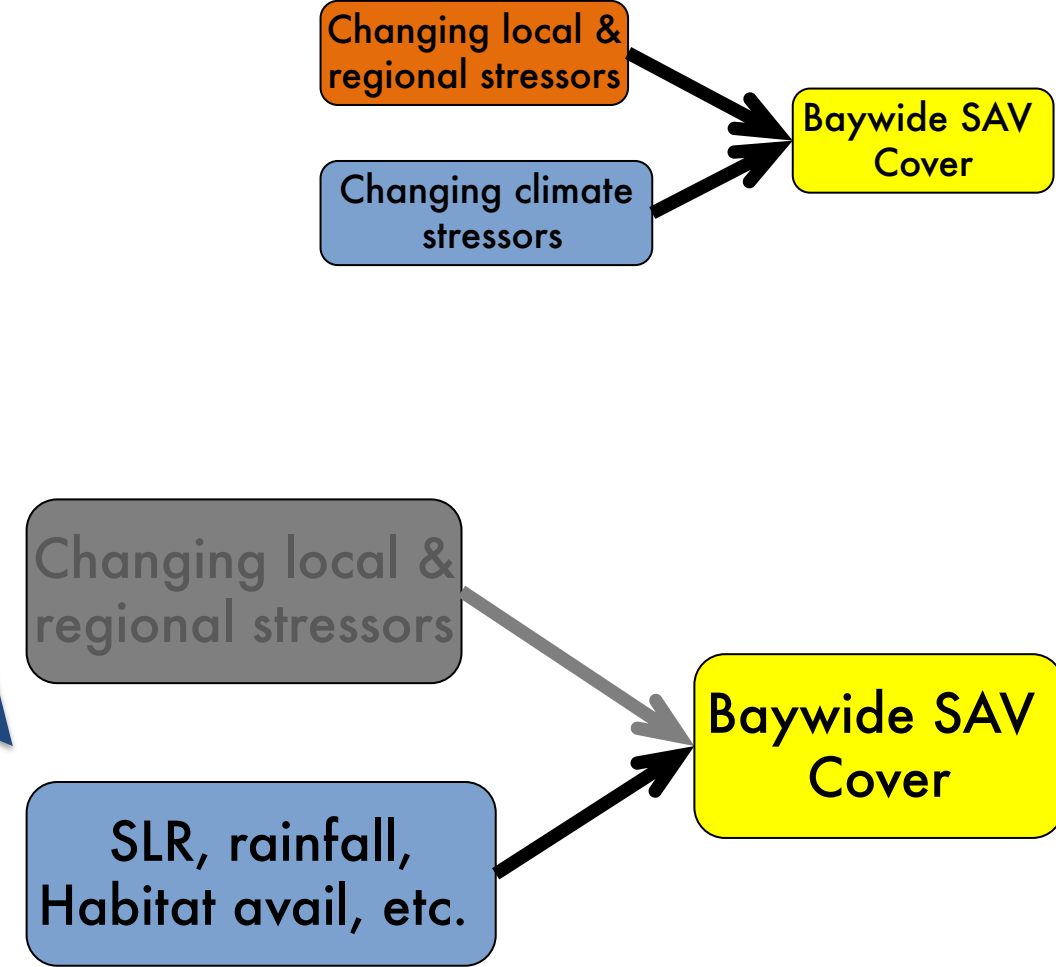 Changing local &
regional stressors
Baywide SAV
Cover
Changing climate
stressors
Changing local &
regional stressors
Baywide SAV
Cover
SLR, rainfall,
Habitat avail, etc.